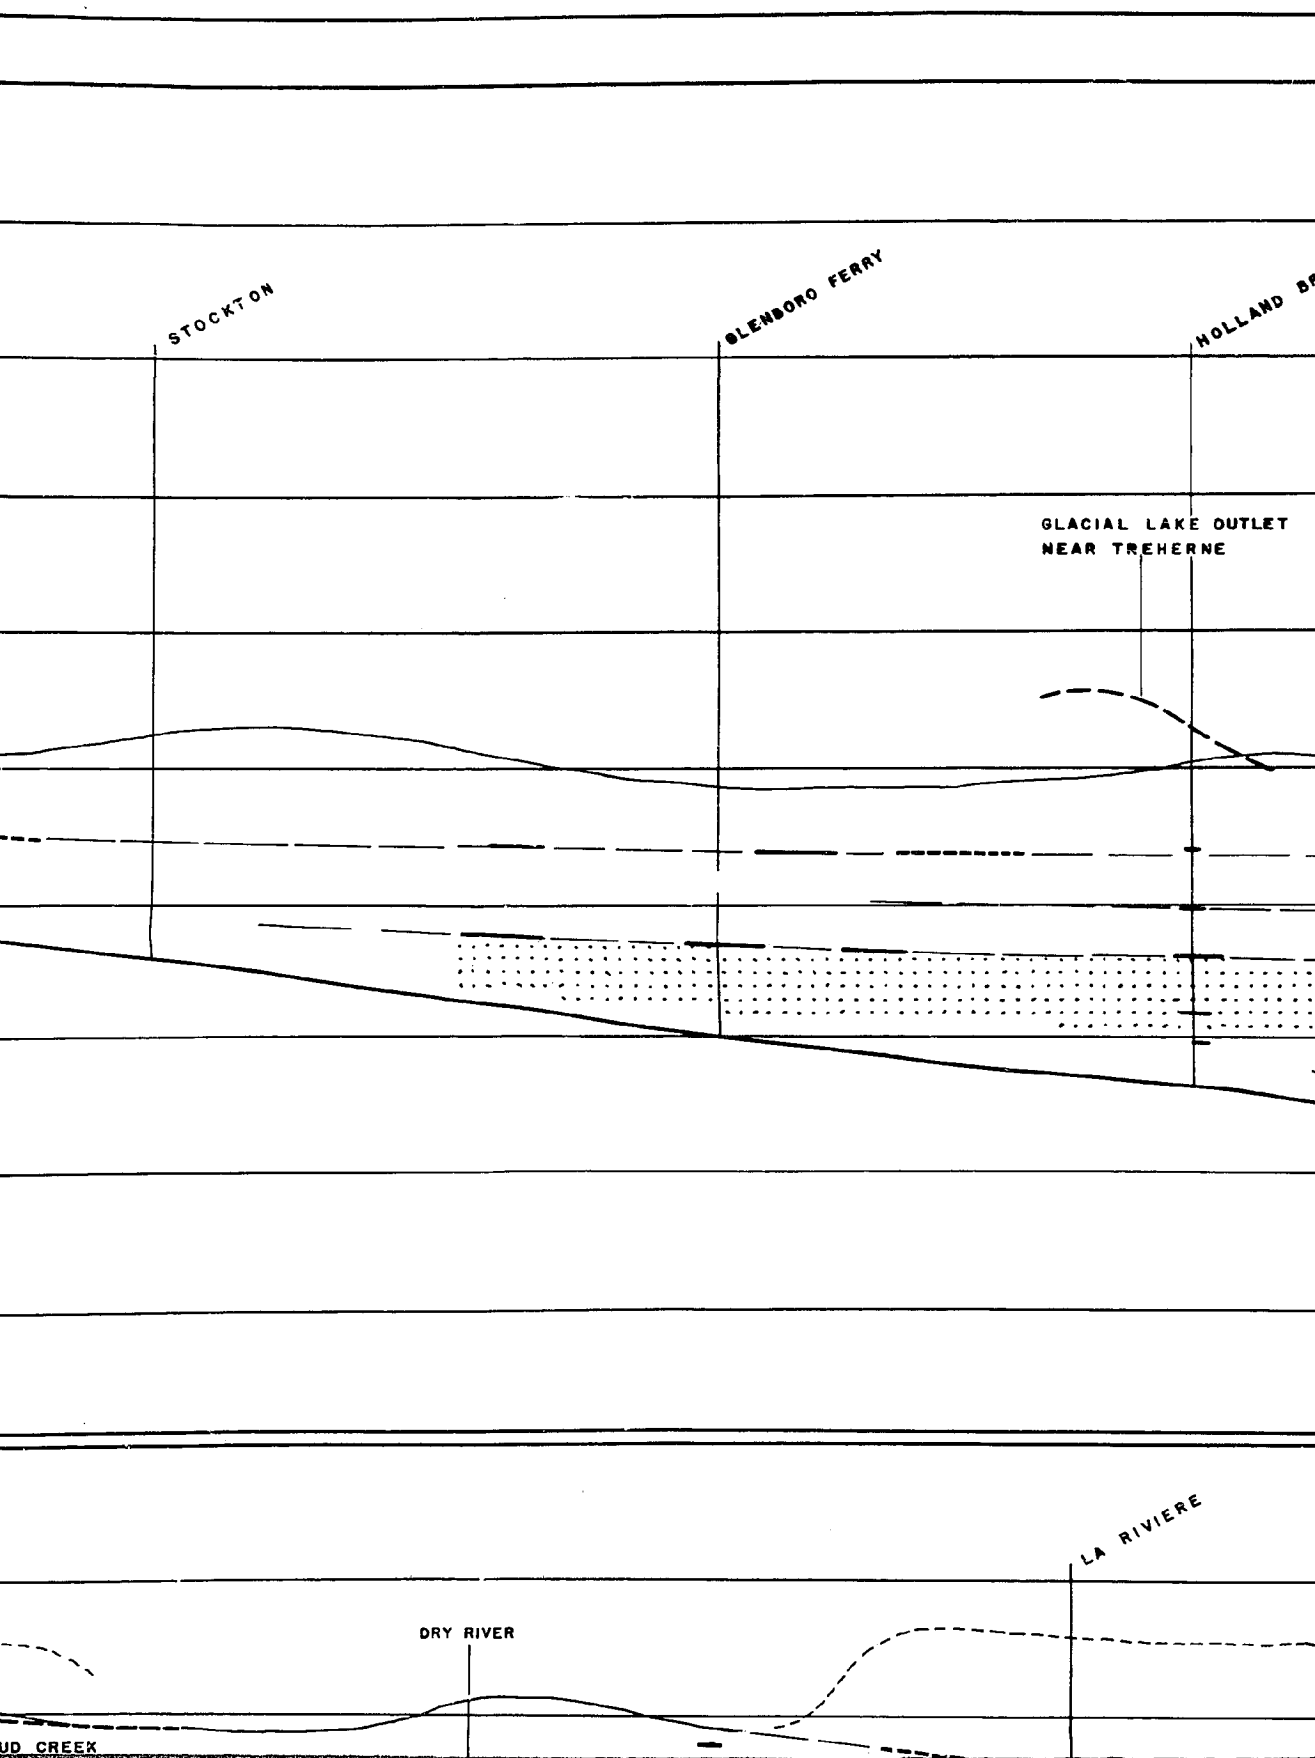 STOCKTON
GLENBORO FERRY
HOLLAND
GLACIAL LAKE OUTLET
NEAR TREHERNE
LA RIVIERE
DRY RIVER
UD CREEK